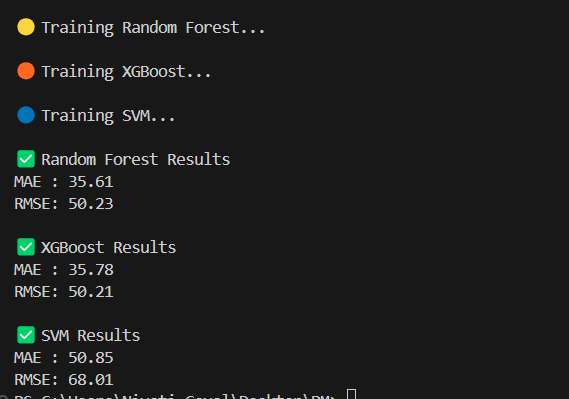 🟡 Training Random Forest...
🟠 Training XGBoost...
🔵 Training SVM...
✅ Random Forest Results
MAE : 35.61
RMSE: 50.23
✅ XGBoost Results
MAE : 35.78
RMSE: 50.21
✅ SVM Results
MAE : 50.85
RMSE: 68.01